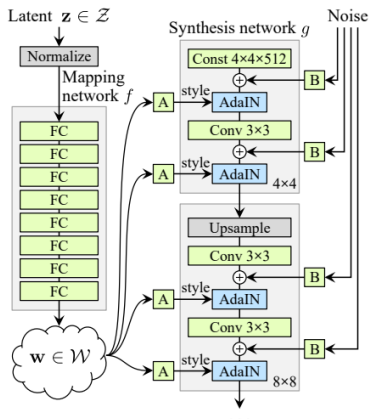 Latent z ∈ Z
Normalize
Mapping
network f
FC
FC
FC
FC
FC
FC
FC
FC
w ∈ W
Synthesis network g
Noise
Const 4×4×512
B
A
style
AdaIN
Conv 3×3
B
A
style
AdaIN
4×4
Upsample
Conv 3×3
B
A
style
AdaIN
Conv 3×3
B
A
style
AdaIN
8×8